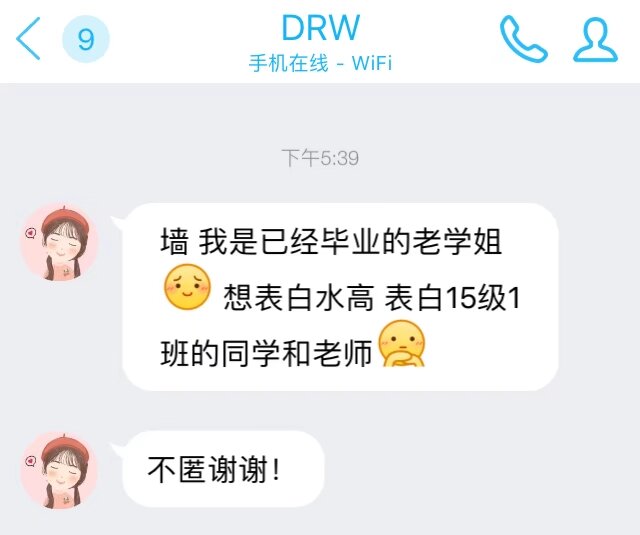 9
DRW
手机在线 - WiFi
下午5:39
墙 我是已经毕业的老学姐
想表白水高 表白15级1
班的同学和老师
不匿谢谢！